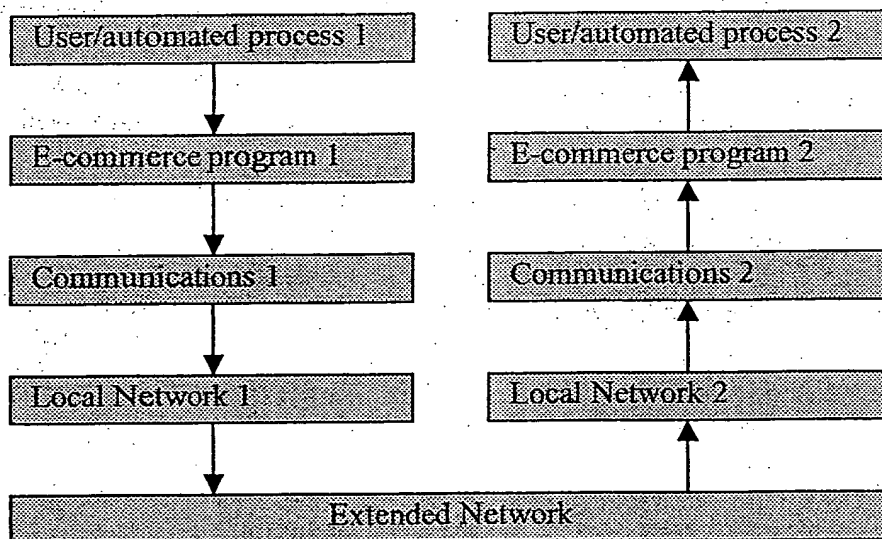 User/automated process 1
E-commerce program 1
Communications 1
Local Network 1
User/automated process 2
E-commerce program 2
Communications 2
Local Network 2
Extended Network